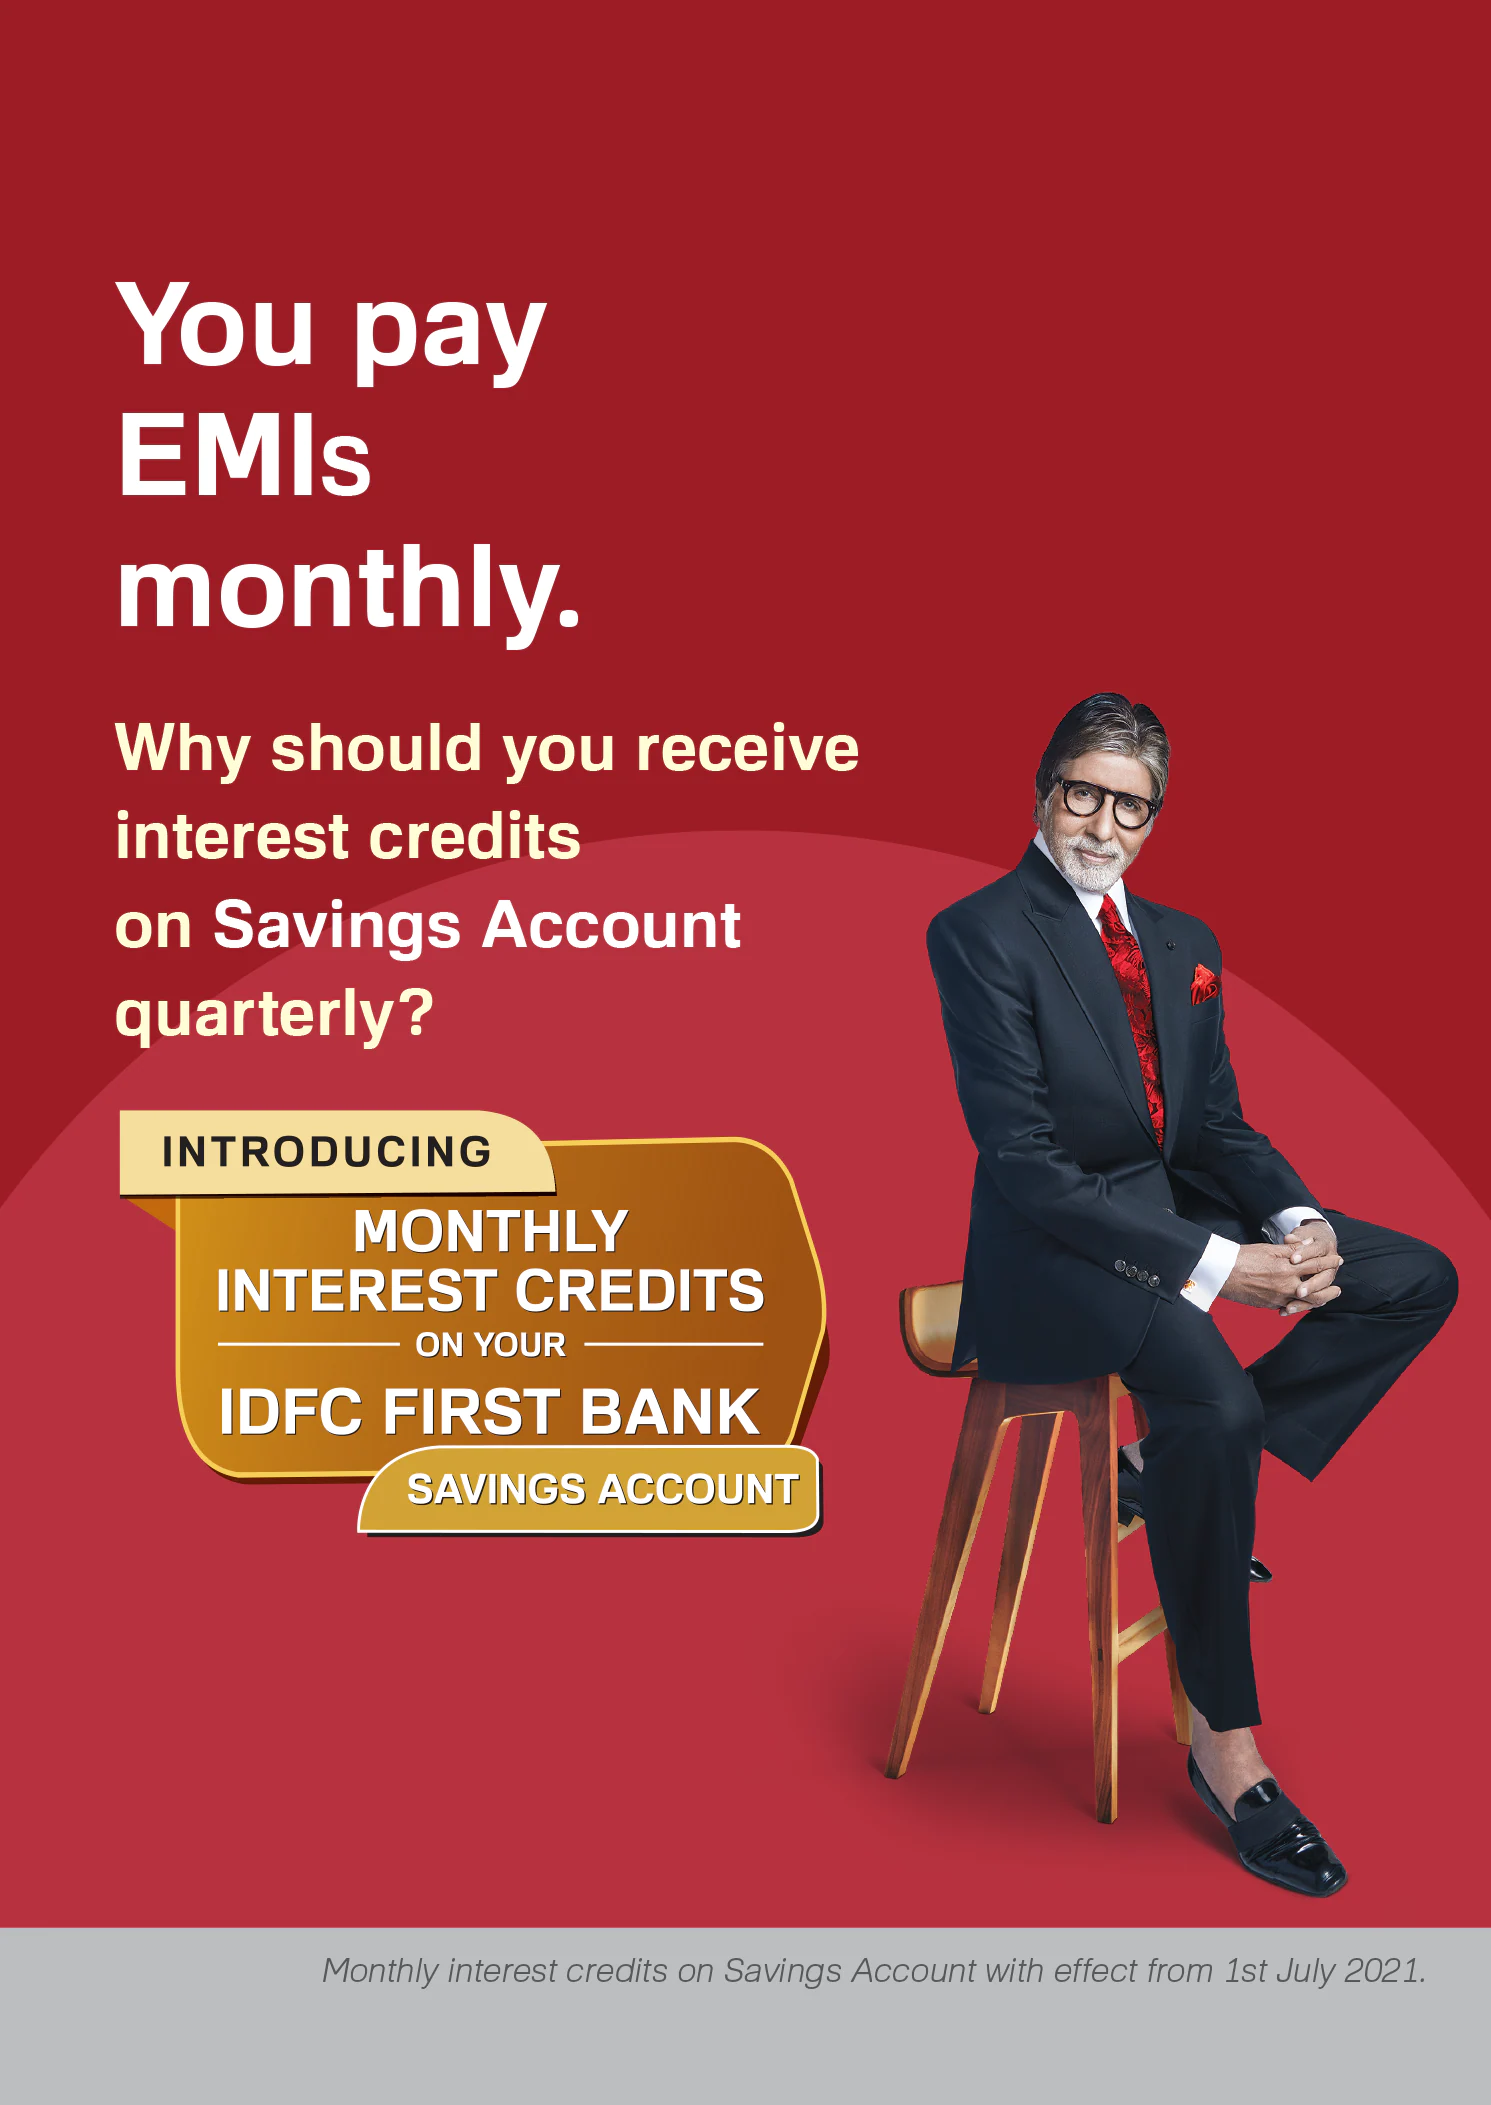 You pay
EMIs
monthly.
Why should you receive
interest credits
on Savings Account
quarterly?
INTRODUCING
MONTHLY
INTEREST CREDITS
ON YOUR
IDFC FIRST BANK
SAVINGS ACCOUNT
Monthly interest credits on Savings Account with effect from 1st July 2021.